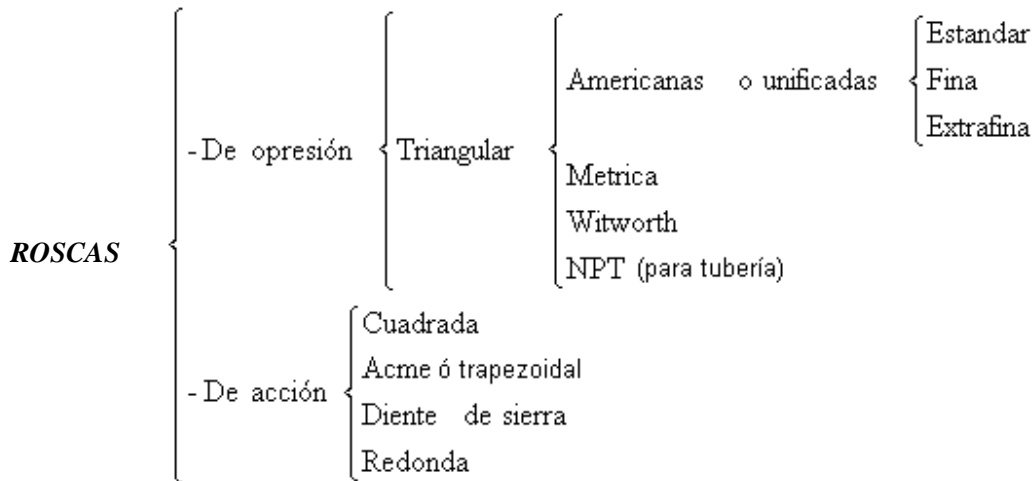 ROSCAS
- De opresión
Triangular
Americanas o unificadas
Estandar
Fina
Extrafina
Metrica
Witworth
NPT (para tubería)
- De acción
Cuadrada
Acme ó trapezoidal
Diente de sierra
Redonda